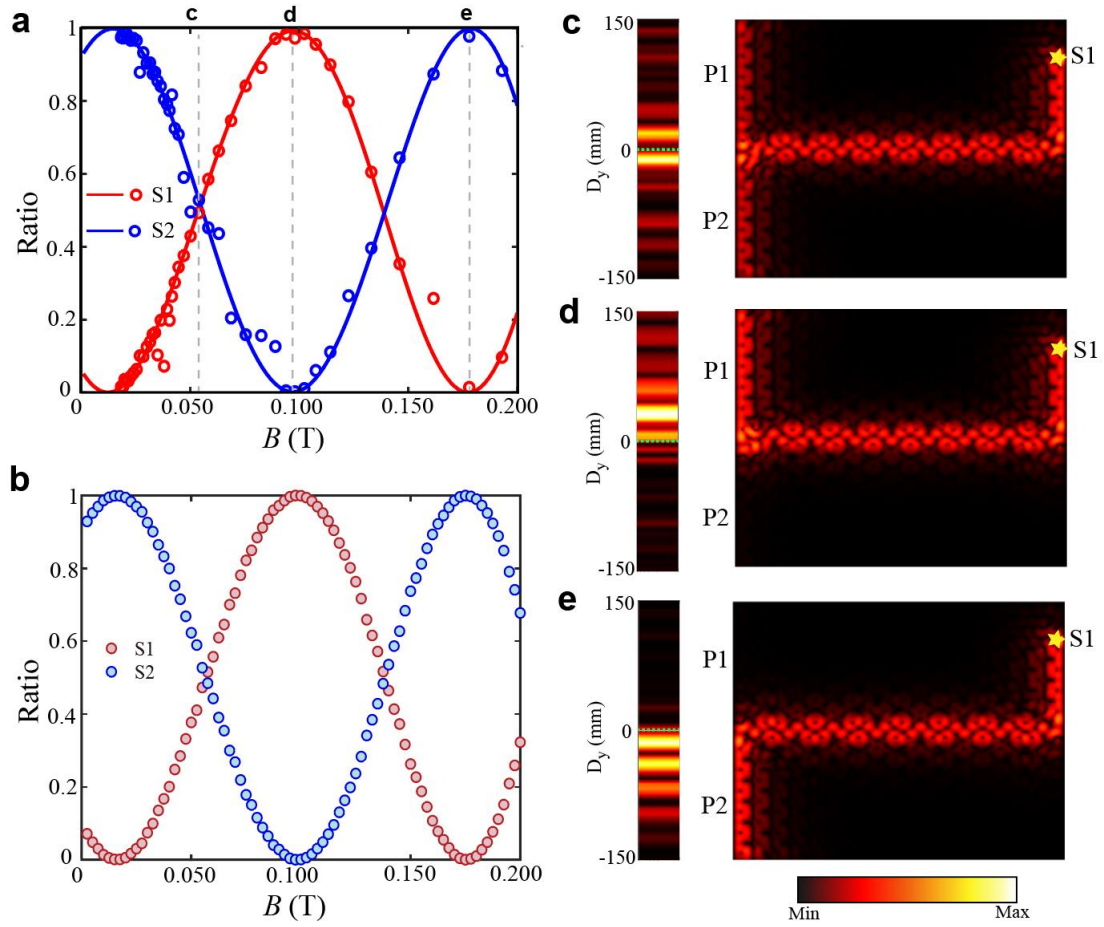 a
c d e
1
0.8
0.6
0.4
0.2
0
Ratio
S1
S2
0 0.050 0.100 0.150 0.200
B (T)
b
1
0.8
0.6
0.4
0.2
0
Ratio
S1
S2
0 0.050 0.100 0.150 0.200
B (T)
c
150
0
-150
Dy (mm)
P1
P2
S1
d
150
0
-150
Dy (mm)
P1
P2
S1
e
150
0
-150
Dy (mm)
P1
P2
S1
Min Max